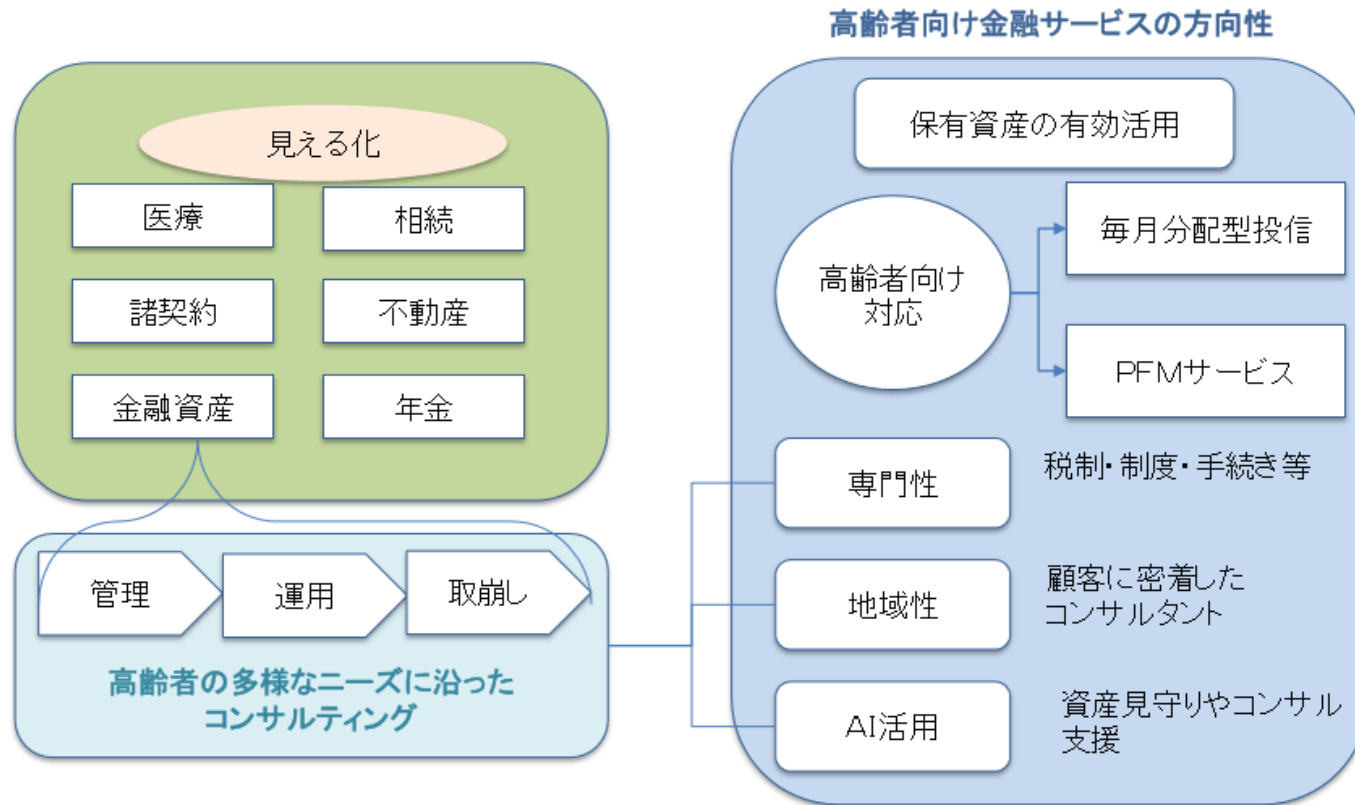 高齢者向け金融サービスの方向性
見える化
医療
相続
諸契約
不動産
金融資産
年金
管理
運用
取崩し
高齢者の多様なニーズに沿った
コンサルティング
保有資産の有効活用
高齢者向け
対応
毎月分配型投信
PFMサービス
専門性
税制・制度・手続き等
地域性
顧客に密着した
コンサルタント
AI活用
資産見守りやコンサル
支援